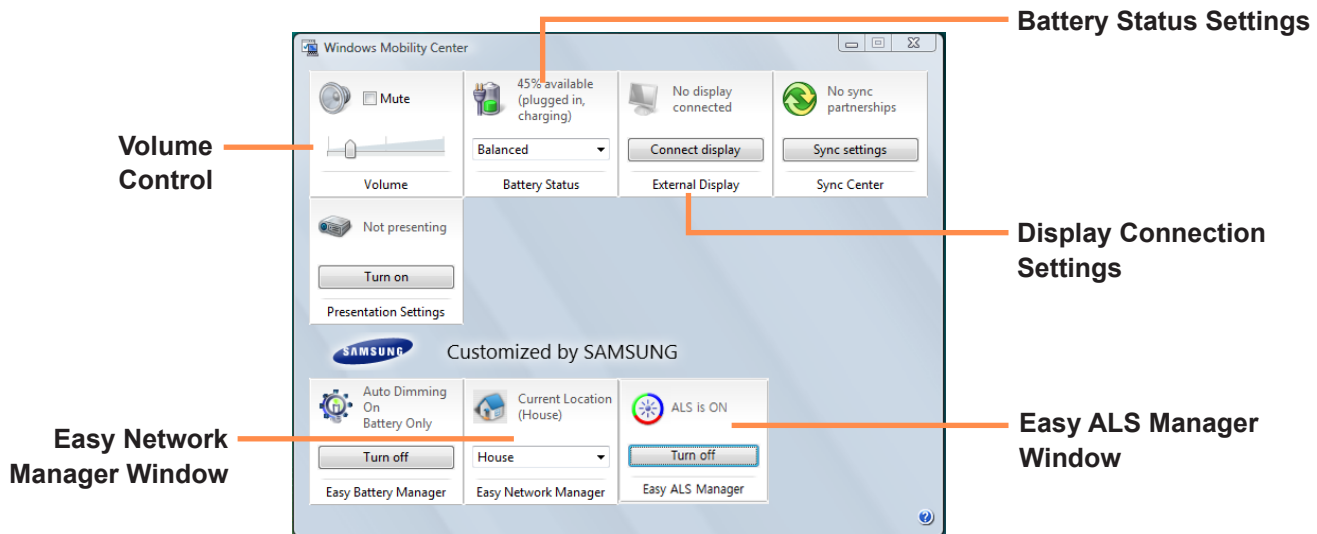 Battery Status Settings
Windows Mobility Center
Mute
45% available
(plugged in,
charging)
No display
connected
No sync
partnerships
Volume
Control
Balanced
Connect display
Sync settings
Volume
Battery Status
External Display
Sync Center
Not presenting
Display Connection
Settings
Turn on
Presentation Settings
SAMSUNG
Customized by SAMSUNG
Auto Dimming
On
Battery Only
Current Location
(House)
ALS is ON
Easy Network
Manager Window
Easy ALS Manager
Window
Turn off
House
Turn off
Easy Battery Manager
Easy Network Manager
Easy ALS Manager
?